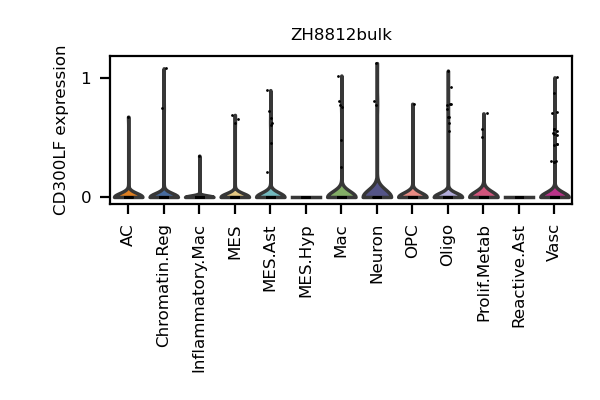 ZH8812bulk
CD300LF expression
1
0
AC
Chromatin.Reg
Inflammatory.Mac
MES
MES.Ast
MES.Hyp
Mac
Neuron
OPC
Oligo
Prolif.Metab
Reactive.Ast
Vasc